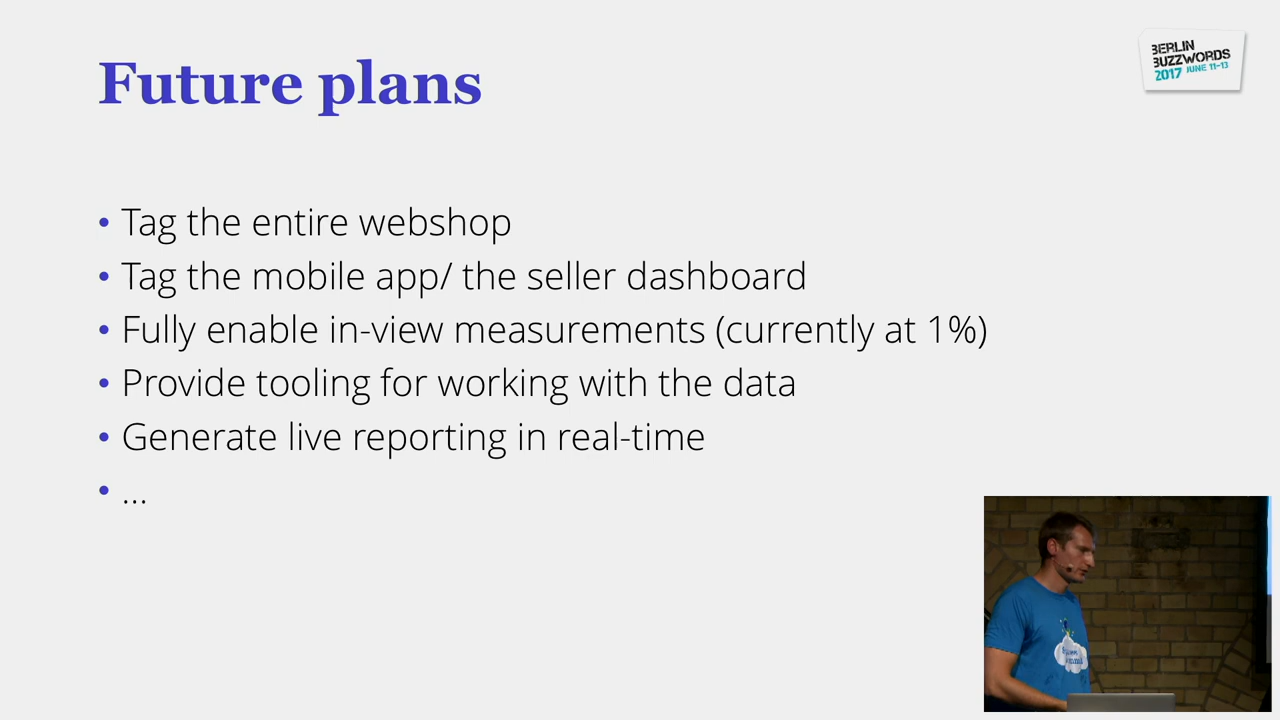 Future plans
BERLIN
BUZZWORDS
2017 JUNE 11-13
• Tag the entire webshop
• Tag the mobile app/ the seller dashboard
• Fully enable in-view measurements (currently at 1%)
• Provide tooling for working with the data
• Generate live reporting in real-time
• ...